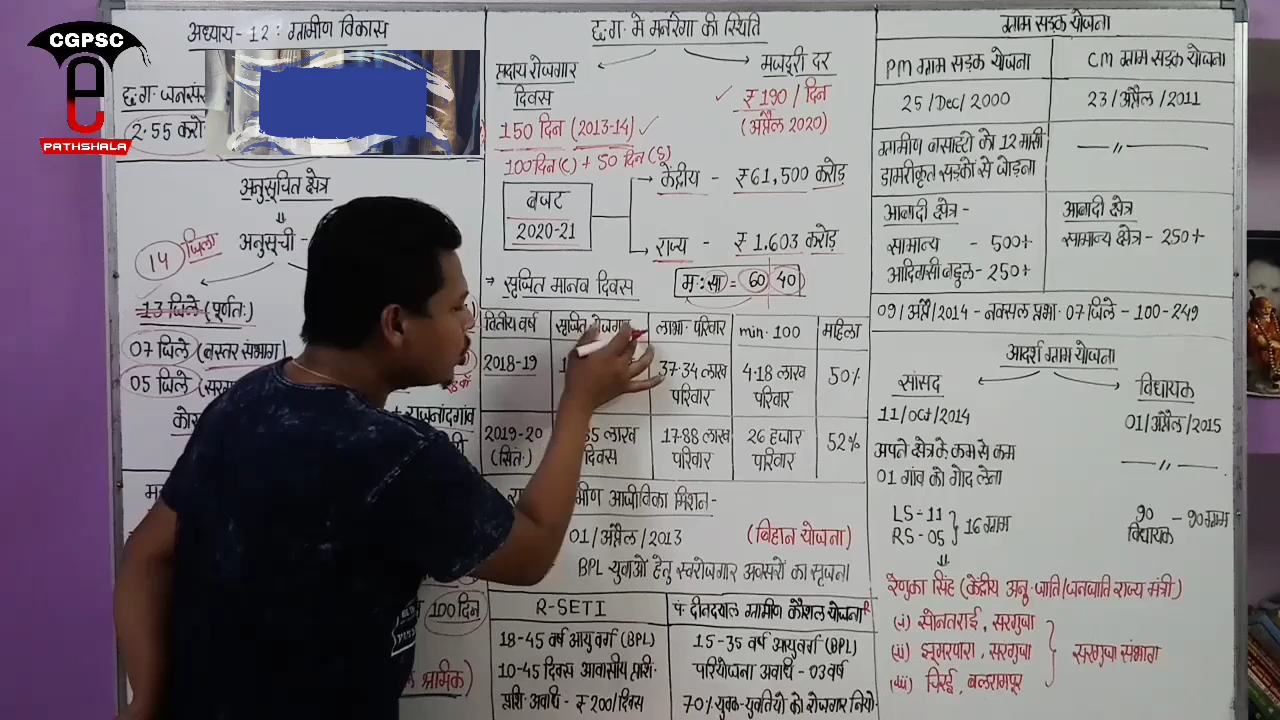 CGPSC
PATHSHALA
अध्याय - 12 : ग्रामीण विकास
छ.ग. जनसं
2.55 करो
अनुसूचित क्षेत्र
अनुसूची -
14 जिला
13 जिले (पूर्णतः)
07 जिले (बस्तर संभाग)
05 जिले (सर
को
राजनांदगांव
100 दिन
श्रमिक)
छ.ग. में मनरेगा की स्थिति
प्रदाय रोजगार
दिवस
150 दिन (2013-14)
100 दिन (C) + 50 दिन (S)
मजदूरी दर
₹190 / दिन
(अप्रैल 2020)
बजट
2020-21
केंद्रीय - ₹61,500 करोड़
राज्य - ₹1.603 करोड़
→ सृजित मानव दिवस
म : सा = 60 40
वित्तीय वर्ष
लाभा. परिवार
min. 100
महिला
2018-19
37.34 लाख
परिवार
4.18 लाख
परिवार
50%
2019-20
(सितं.)
35 लाख
दिवस
17.88 लाख
परिवार
26 हजार
परिवार
52%
मीण आजीविका मिशन -
01/अप्रैल/2013 (बिहान योजना)
BPL युवाओं हेतु स्वरोजगार अवसरों का सृजन
R-SETI
18-45 वर्ष आयु वर्ग (BPL)
10-45 दिवस आवासीय प्रशि.
प्रशि. अवधि - ₹200/दिवस
पं. दीनदयाल ग्रामीण कौशल योजना
15-35 वर्ष आयुवर्ग (BPL)
परियोजना अवधि - 03 वर्ष
70% युवक-युवतियों को रोजगार नियो.
ग्राम सड़क योजना
PM ग्राम सड़क योजना
CM ग्राम सड़क योजना
25/Dec/2000
23/अप्रैल/2011
ग्रामीण बसाहटों को 12 मासी
डामरीकृत सड़को से जोड़ना
—〃—
आबादी क्षेत्र -
सामान्य - 500+
आदिवासी बहुल - 250+
आबादी क्षेत्र
सामान्य क्षेत्र - 250+
09/अप्रै/2014 - नक्सल प्रभा. 07 जिले - 100-249
आदर्श ग्राम योजना
सांसद
11/Oct/2014
अपने क्षेत्र के कम से कम
01 गांव को गोद लेना
LS - 11
RS - 05
16 ग्राम
विधायक
01/अप्रैल/2015
—〃—
90
विधायक - 90 ग्राम
रेणुका सिंह (केंद्रीय अनु. जाति/जनजाति राज्य मंत्री)
(i) सोनतराई, सरगुजा
(ii) झूमरपारा, सरगुजा
(iii) चिरई, बलरामपुर
सरगुजा संभाग